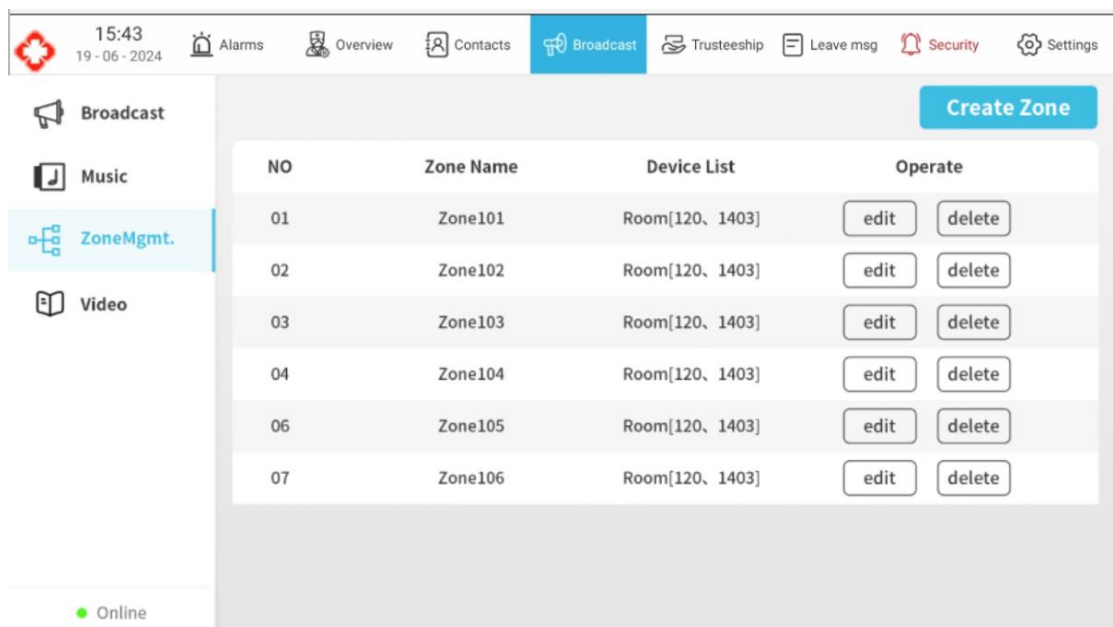 15:43
19 - 06 - 2024
Alarms Overview Contacts Broadcast Trusteeship Leave msg Security Settings
Broadcast
Music
ZoneMgmt.
Video
Online
Create Zone
NO Zone Name Device List Operate
01 Zone101 Room[120、1403] edit delete
02 Zone102 Room[120、1403] edit delete
03 Zone103 Room[120、1403] edit delete
04 Zone104 Room[120、1403] edit delete
06 Zone105 Room[120、1403] edit delete
07 Zone106 Room[120、1403] edit delete